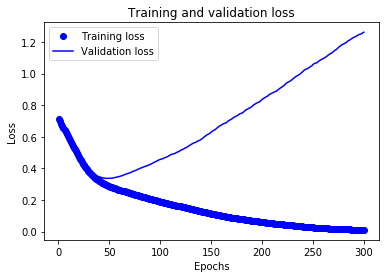 Training and validation loss
Training loss
Validation loss
1.2
1.0
0.8
0.6
0.4
0.2
0.0
Loss
0 50 100 150 200 250 300
Epochs